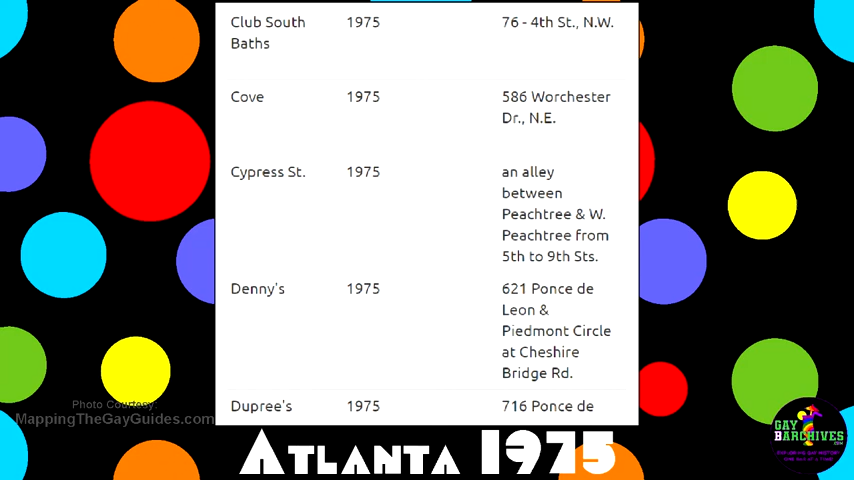 Club South 1975 76 - 4th St., N.W.
Baths
Cove 1975 586 Worchester
Dr., N.E.
Cypress St. 1975 an alley
between
Peachtree & W.
Peachtree from
5th to 9th Sts.
Denny's 1975 621 Ponce de
Leon &
Piedmont Circle
at Cheshire
Bridge Rd.
Dupree's 1975 716 Ponce de
Photo Courtesy:
MappingTheGayGuides.com
ATLANTA 1975
GAY
BARCHIVES
.COM